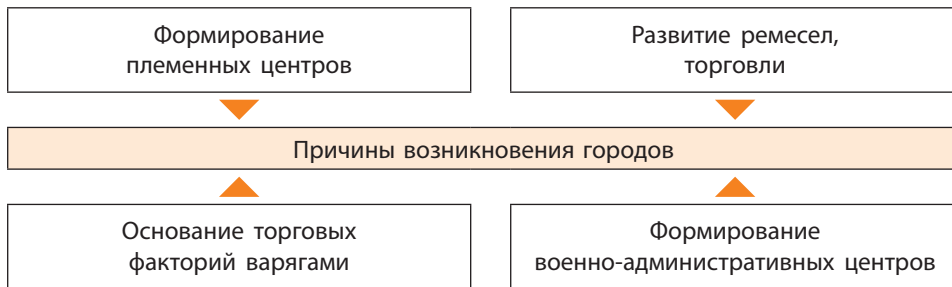 Формирование
племенных центров
Развитие ремесел,
торговли
Причины возникновения городов
Основание торговых
факторий варягами
Формирование
военно-административных центров